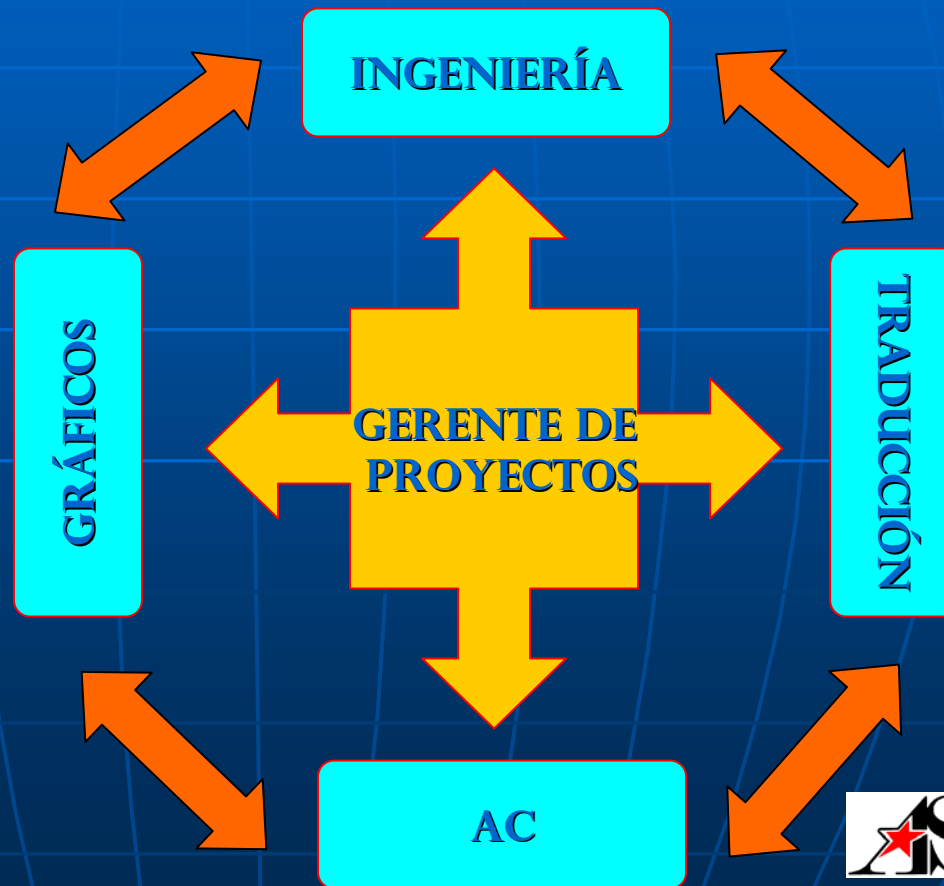 INGENIERÍA
GRÁFICOS
GERENTE DE
PROYECTOS
TRADUCCIÓN
AC